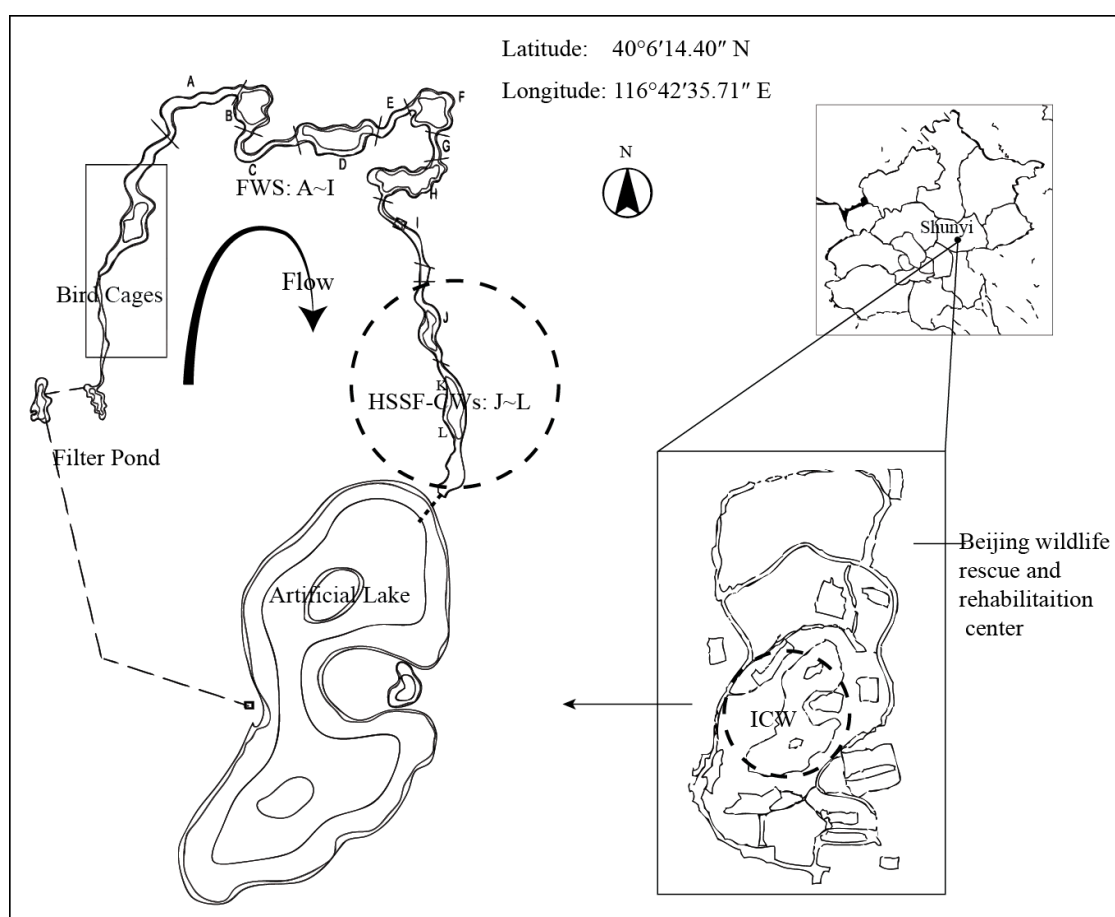 Latitude: 40°6′14.40″ N
Longitude: 116°42′35.71″ E
A
B
C
D
E
F
G
H
I
FWS: A~I
N
Shunyi
Bird Cages
Flow
J
K
HSSF-CWs: J~L
L
Filter Pond
Artificial Lake
Beijing wildlife
rescue and
rehabilitaition
center
ICW